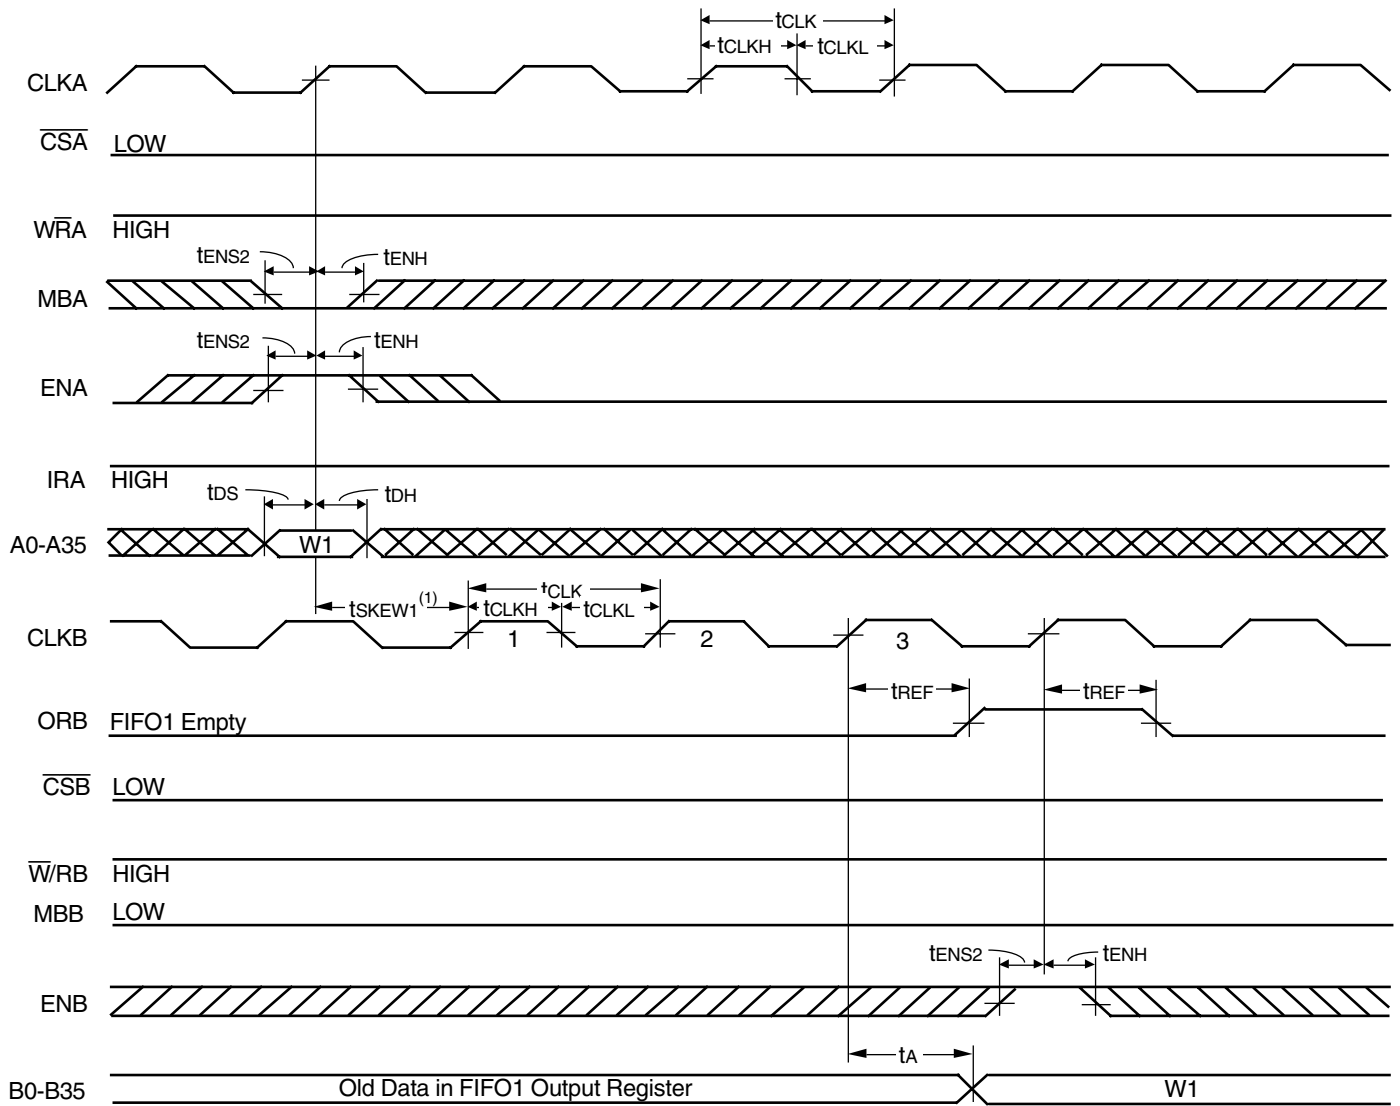 tCLK
tCLKH tCLKL
CLKA
CSA LOW
WRA HIGH
tENS2 tENH
MBA
tENS2 tENH
ENA
IRA HIGH
tDS tDH
A0-A35 W1
tCLK
tSKEW1(1) tCLKH tCLKL
CLKB 1 2 3
tREF tREF
ORB FIFO1 Empty
CSB LOW
W/RB HIGH
MBB LOW
tENS2 tENH
ENB
tA
B0-B35 Old Data in FIFO1 Output Register W1